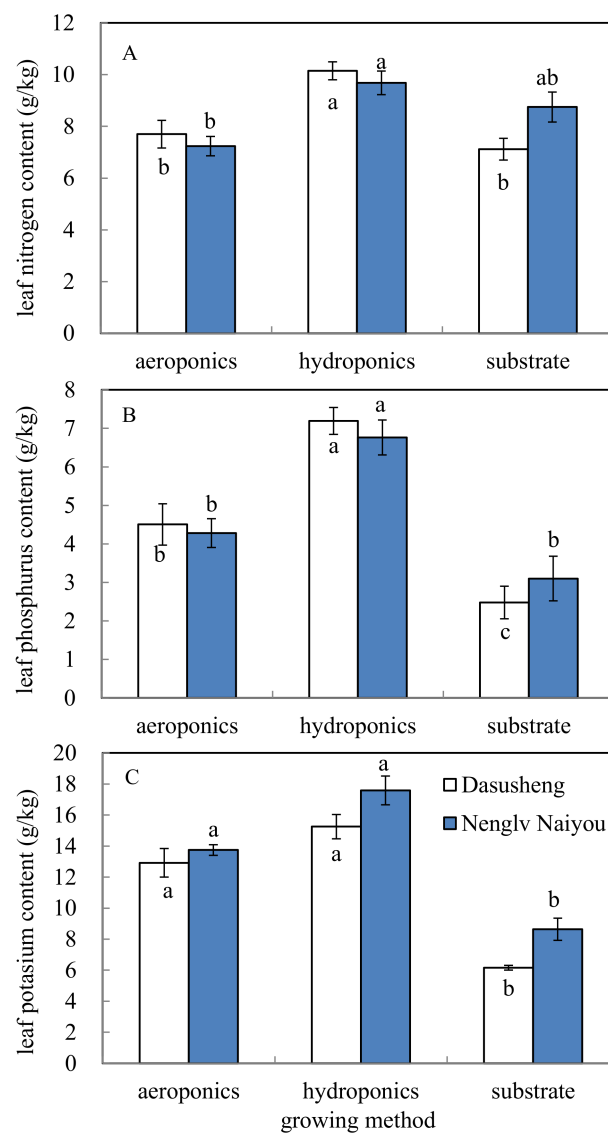 12
A
10
8
6
4
2
0
leaf nitrogen content (g/kg)
b b
a a
b ab
aeroponics hydroponics substrate
8
B
7
6
5
4
3
2
1
0
leaf phosphurus content (g/kg)
b b
a a
c b
aeroponics hydroponics substrate
20
C
18
16
14
12
10
8
6
4
2
0
leaf potasium content (g/kg)
a a
a a
b b
Dasusheng
Nenglv Naiyou
aeroponics hydroponics substrate
growing method